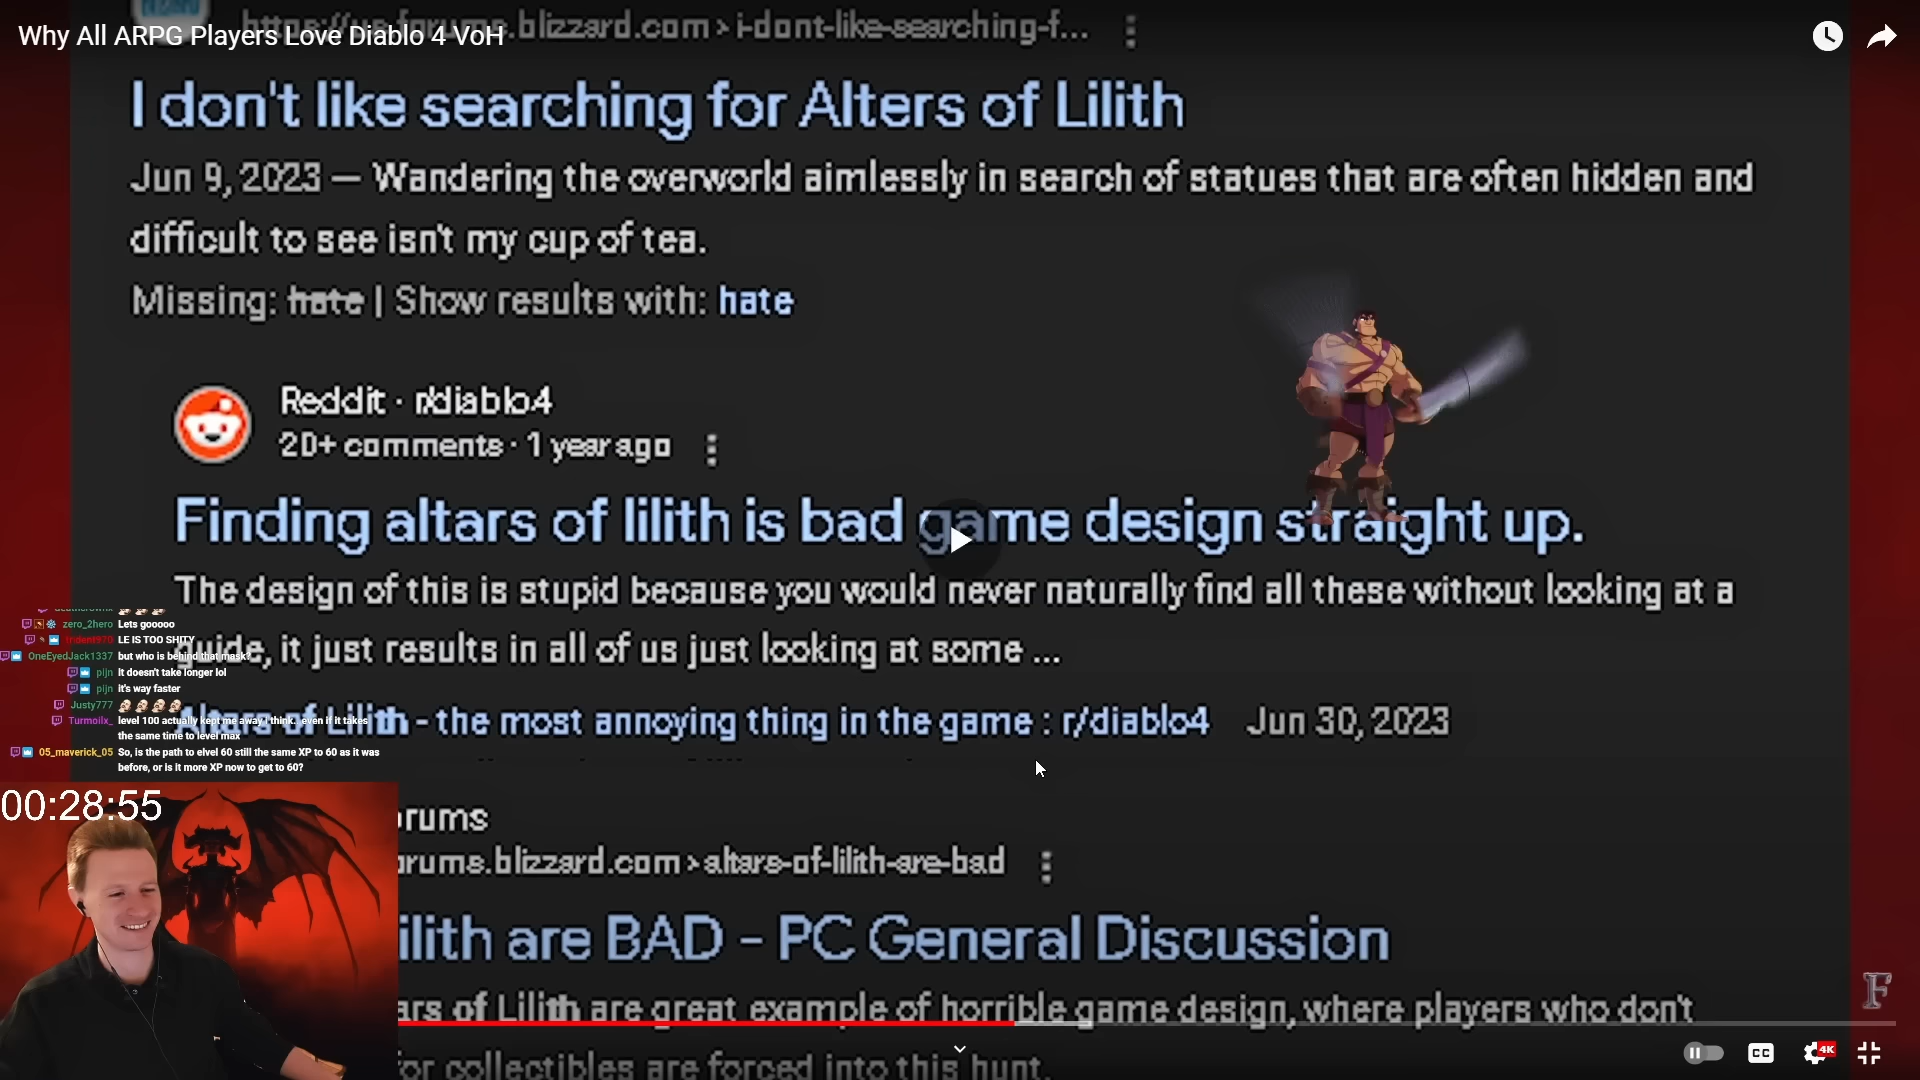 Why All ARPG Players Love Diablo 4 VoH
.blizzard.com › i-dont-like-searching-f...
I don't like searching for Alters of Lilith
Jun 9, 2023 — Wandering the overworld aimlessly in search of statues that are often hidden and
difficult to see isn't my cup of tea.
Missing: hate | Show results with: hate
Reddit · r/diablo4
20+ comments · 1 year ago
Finding altars of lilith is bad game design straight up.
The design of this is stupid because you would never naturally find all these without looking at a
guide, it just results in all of us just looking at some ...
Altars of Lilith - the most annoying thing in the game : r/diablo4 Jun 30, 2023
zero_2hero Lets gooooo
LE IS TOO SHITY
OneEyedJack1337 but who is behind that mask?
pijn It doesn't take longer lol
pijn it's way faster
Justy777
Turmoilx_ level 100 actually kept me away i think.. even if it takes
the same time to level max
05_maverick_05 So, is the path to elvel 60 still the same XP to 60 as it was
before, or is it more XP now to get to 60?
00:28:55
orums
orums.blizzard.com › altars-of-lilith-are-bad
ilith are BAD - PC General Discussion
ars of Lilith are great example of horrible game design, where players who don't
for collectibles are forced into this hunt.
F
CC
4K